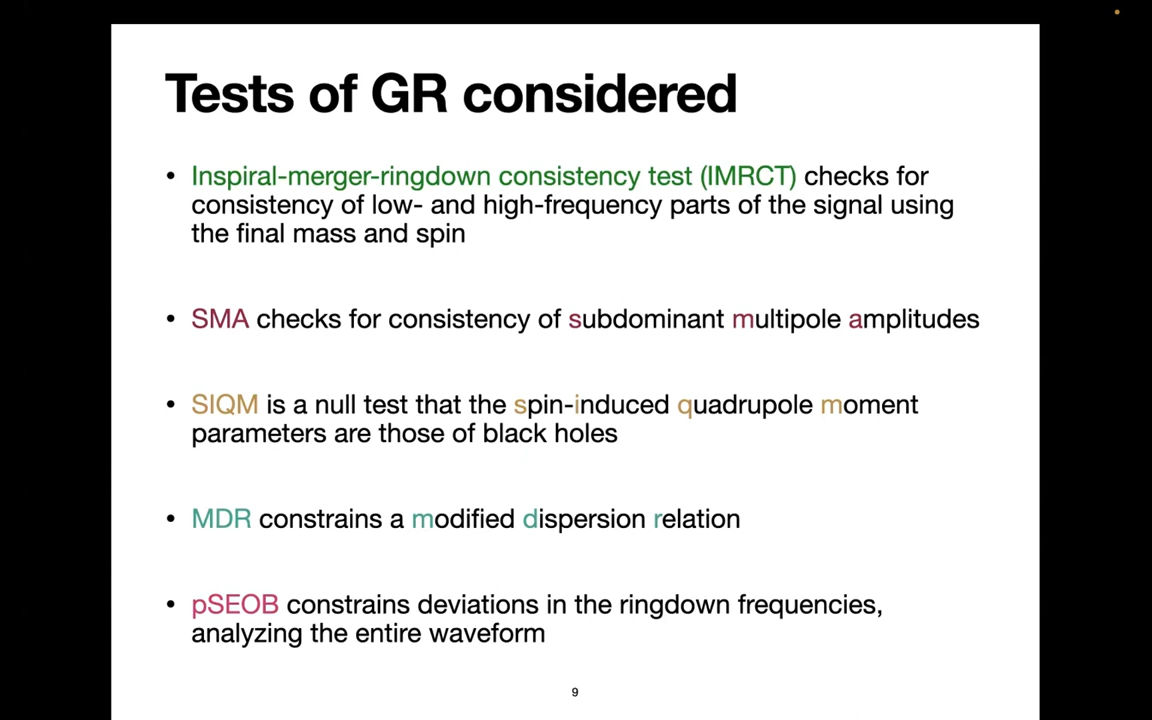 Tests of GR considered
• Inspiral-merger-ringdown consistency test (IMRCT) checks for
consistency of low- and high-frequency parts of the signal using
the final mass and spin
• SMA checks for consistency of subdominant multipole amplitudes
• SIQM is a null test that the spin-induced quadrupole moment
parameters are those of black holes
• MDR constrains a modified dispersion relation
• pSEOB constrains deviations in the ringdown frequencies,
analyzing the entire waveform
9